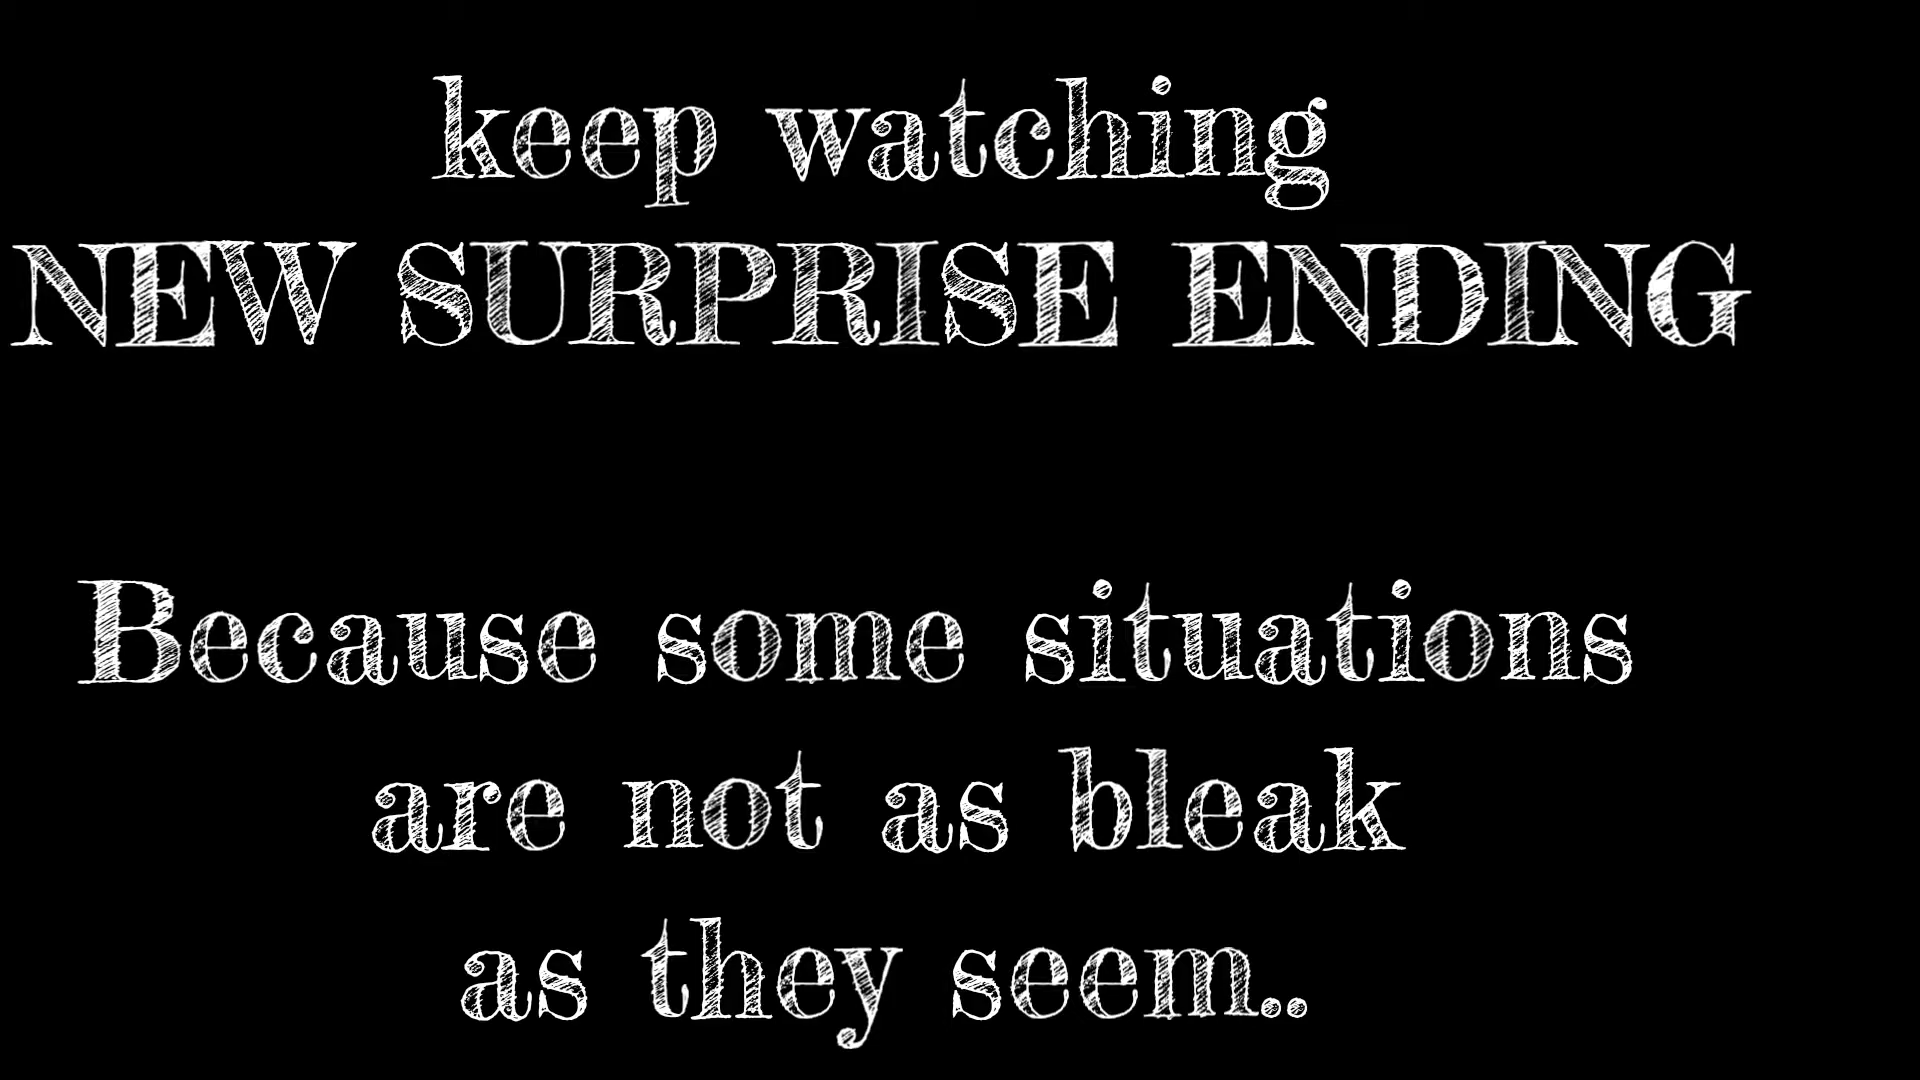 keep watching
NEW SURPRISE ENDING
Because some situations
are not as bleak
as they seem..